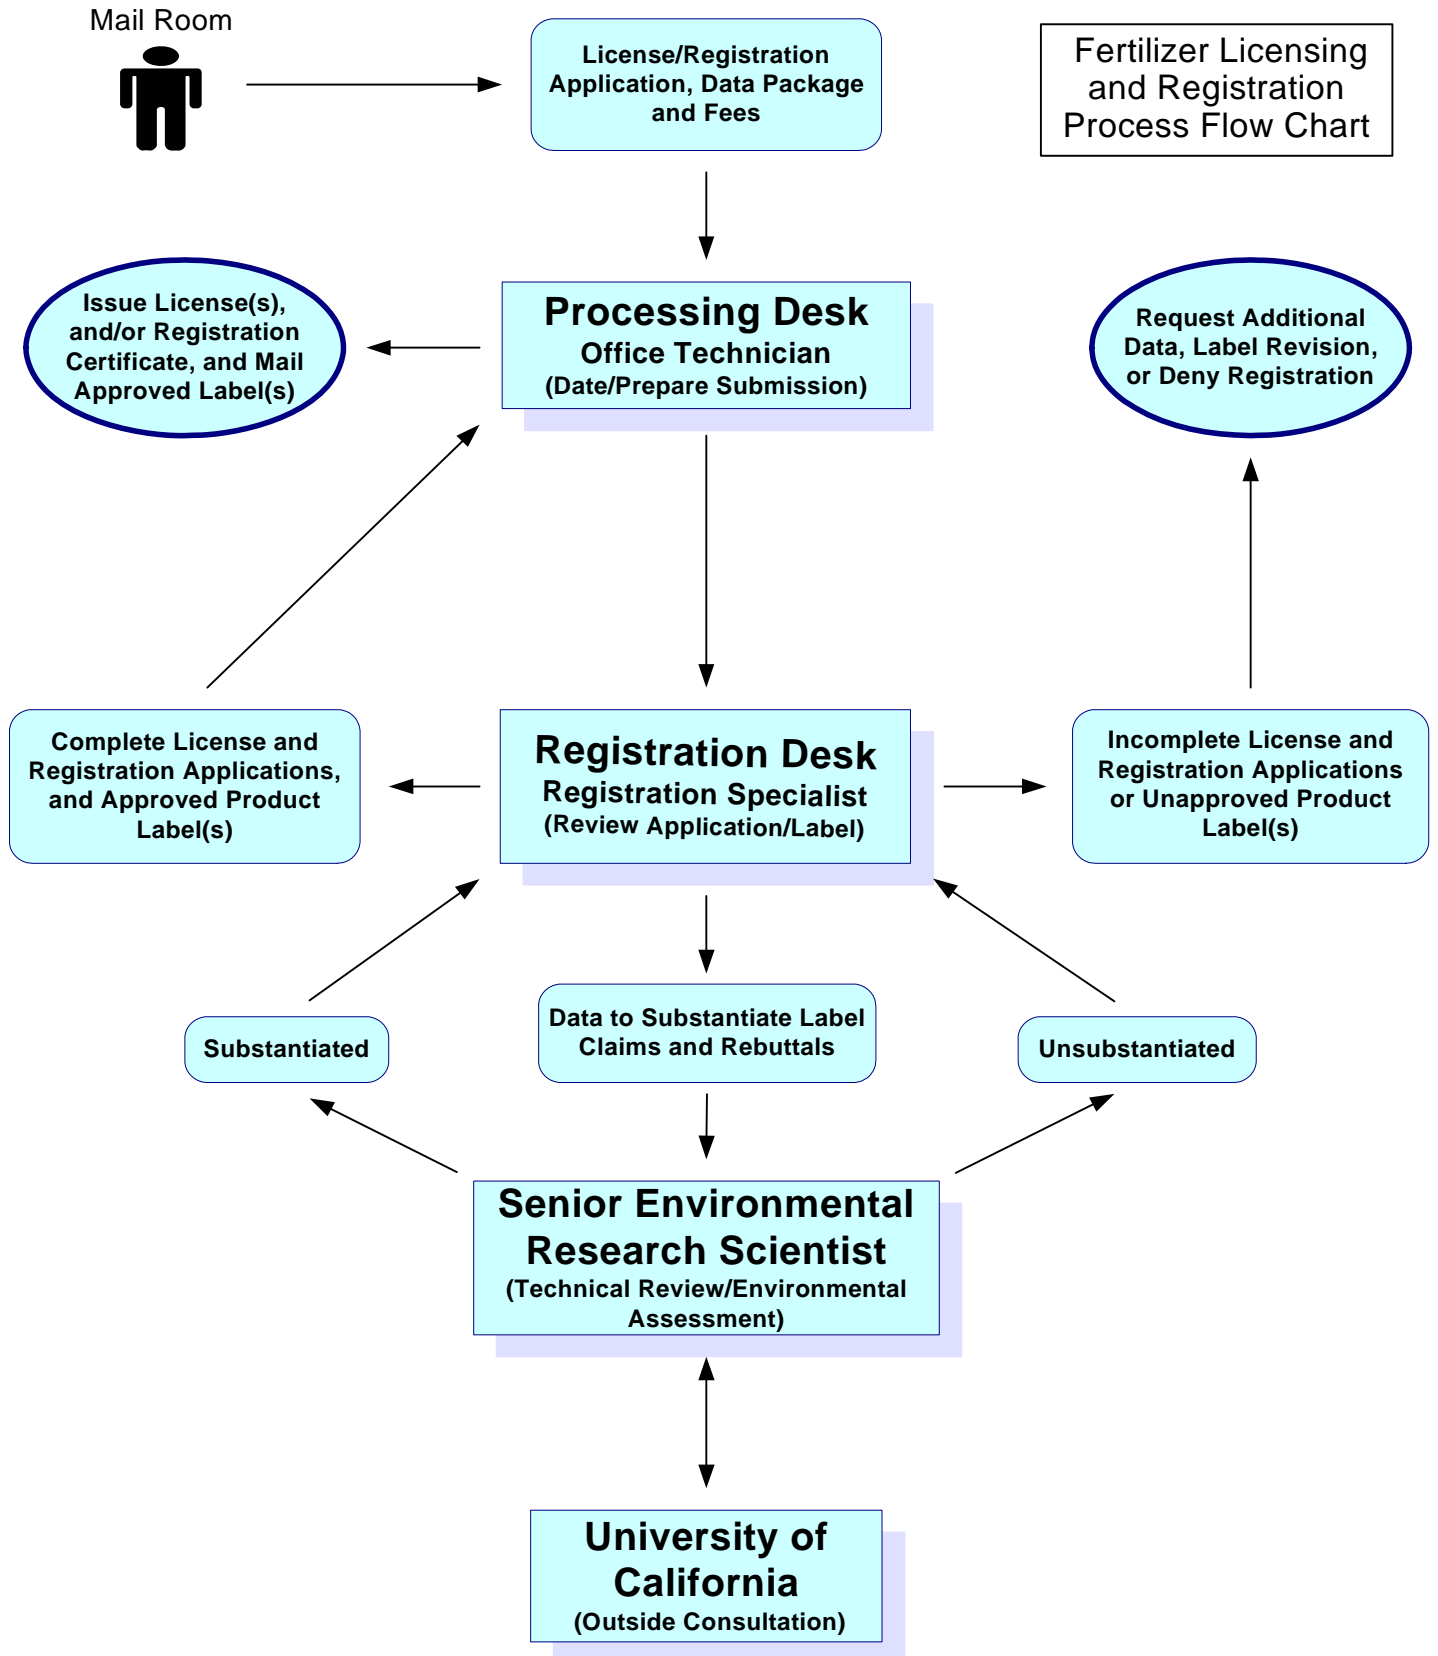 Mail Room
License/Registration
Application, Data Package
and Fees
Fertilizer Licensing
and Registration
Process Flow Chart
Issue License(s),
and/or Registration
Certificate, and Mail
Approved Label(s)
Processing Desk
Office Technician
(Date/Prepare Submission)
Request Additional
Data, Label Revision,
or Deny Registration
Complete License and
Registration Applications,
and Approved Product
Label(s)
Registration Desk
Registration Specialist
(Review Application/Label)
Incomplete License and
Registration Applications
or Unapproved Product
Label(s)
Substantiated
Data to Substantiate Label
Claims and Rebuttals
Unsubstantiated
Senior Environmental
Research Scientist
(Technical Review/Environmental
Assessment)
University of
California
(Outside Consultation)